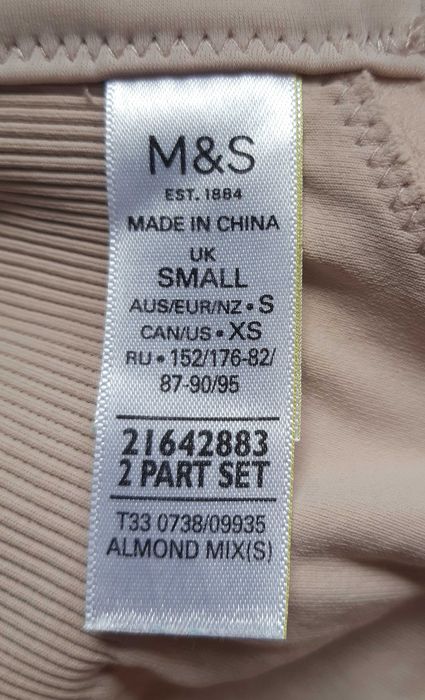 M&S
EST. 1884
MADE IN CHINA
UK
SMALL
AUS/EUR/NZ • S
CAN/US • XS
RU • 152/176-82/
87-90/95
21642883
2 PART SET
T33 0738/09935
ALMOND MIX(S)